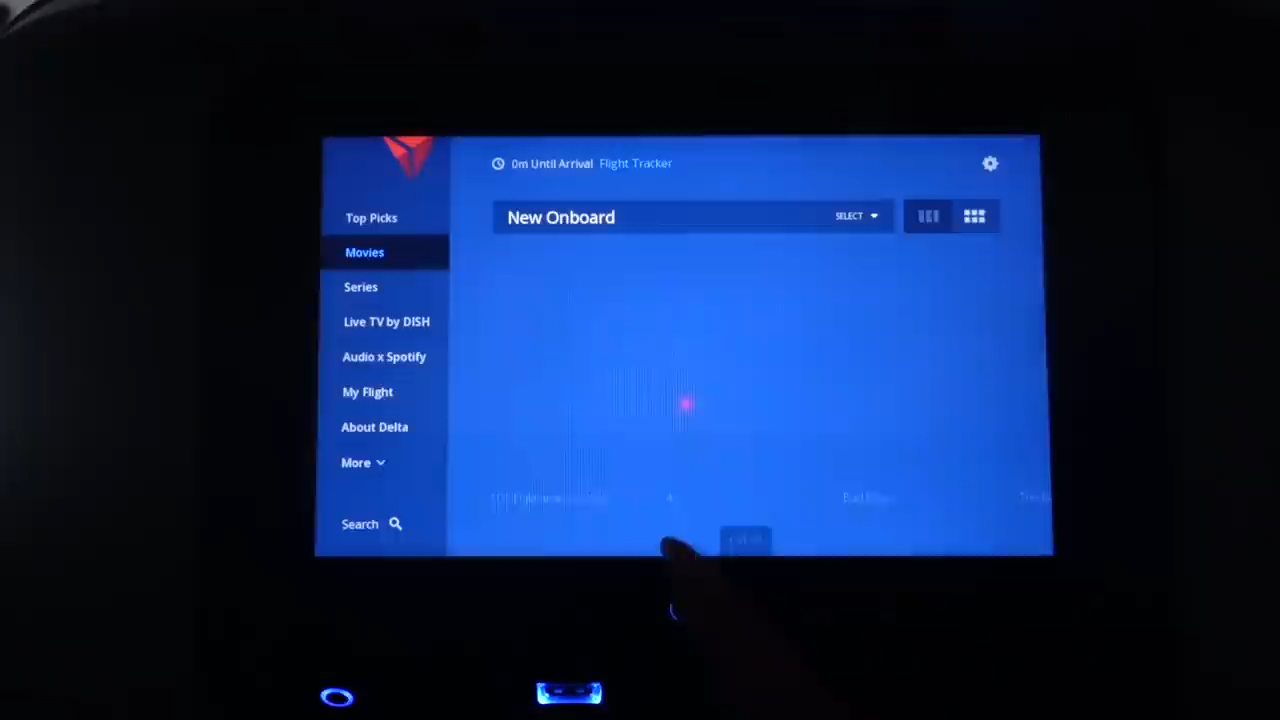 0m Until Arrival Flight Tracker
New Onboard
SELECT
Top Picks
Movies
Series
Live TV by DISH
Audio x Spotify
My Flight
About Delta
More
Search